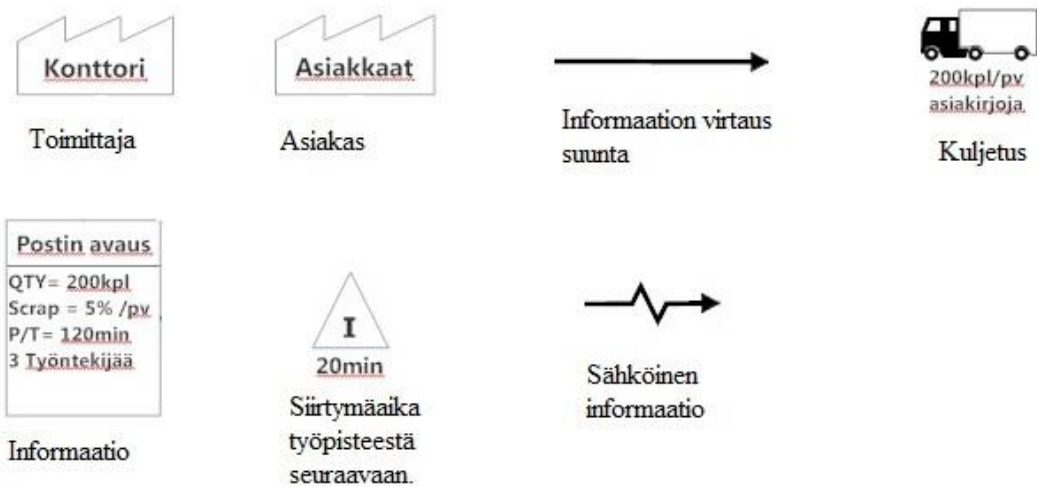 Konttori
Toimittaja
Asiakkaat
Asiakas
Informaation virtaus
suunta
200kpl/pv
asiakirjoja
Kuljetus
Postin avaus
QTY= 200kpl
Scrap = 5% /pv
P/T= 120min
3 Työntekijää
Informaatio
I
20min
Siirtymäaika
työpisteestä
seuraavaan.
Sähköinen
informaatio